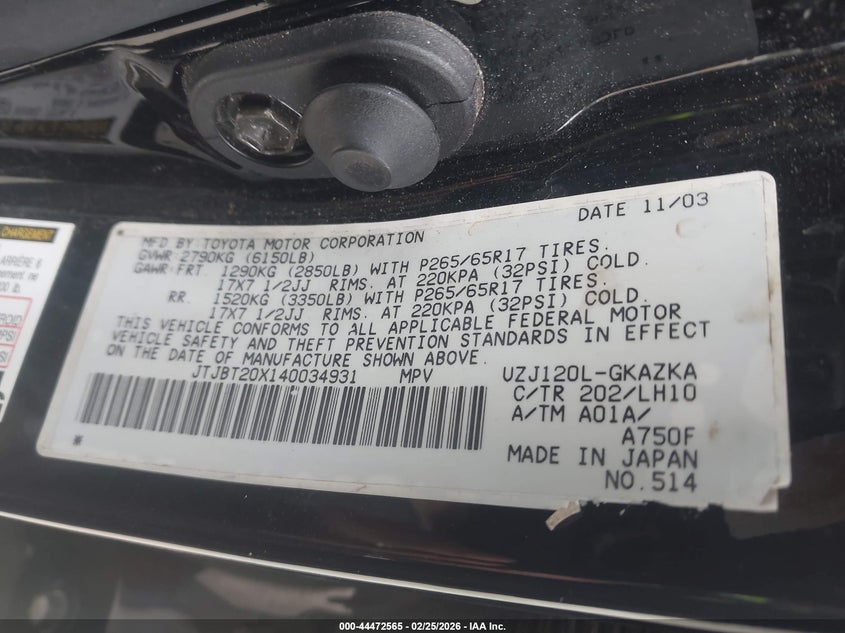 CHARGEMENT
ARRIÈRE 6
DATE 11/03
MFD BY TOYOTA MOTOR CORPORATION
GVWR 2790KG (6150LB)
GAWR FRT. 1290KG (2850LB) WITH P265/65R17 TIRES.
17X7 1/2JJ RIMS. AT 220KPA (32PSI) COLD.
RR. 1520KG (3350LB) WITH P265/65R17 TIRES.
17X7 1/2JJ RIMS. AT 220KPA (32PSI) COLD.
THIS VEHICLE CONFORMS TO ALL APPLICABLE FEDERAL MOTOR
VEHICLE SAFETY AND THEFT PREVENTION STANDARDS IN EFFECT
ON THE DATE OF MANUFACTURE SHOWN ABOVE.
JTJBT20X140034931 MPV UZJ120L-GKAZKA
C/TR 202/LH10
A/TM A01A/
A750F
MADE IN JAPAN
NO.514
000-44472565 - 02/25/2026 - IAA Inc.